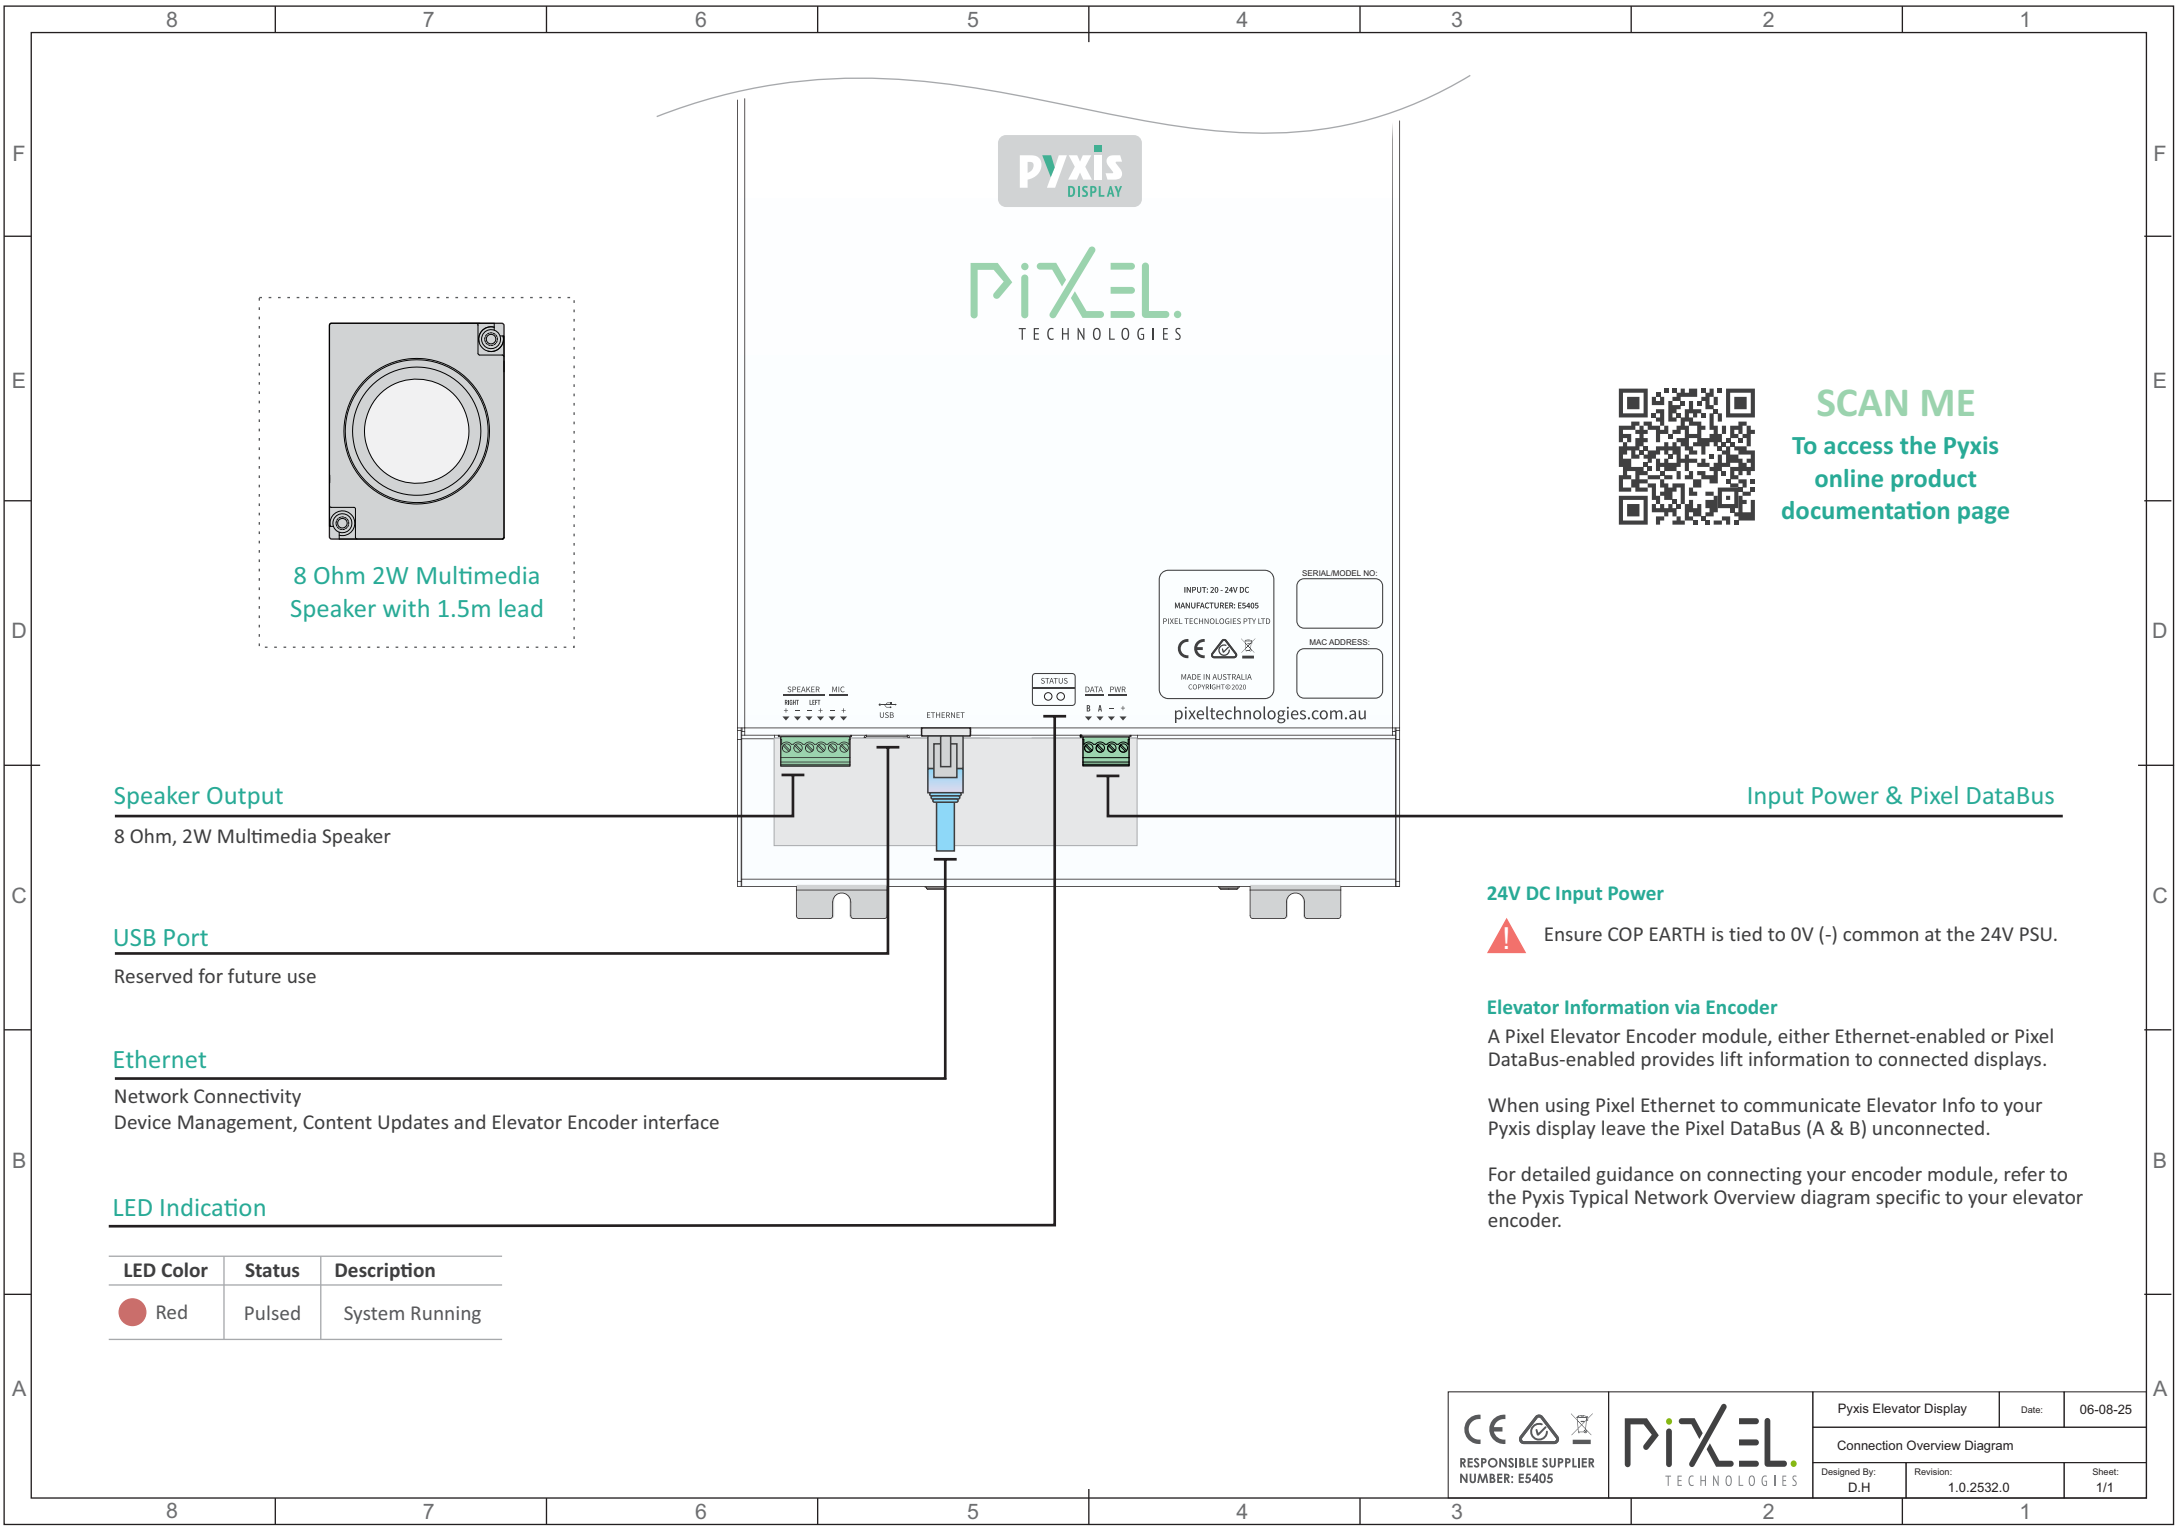 8 7 6 5 4 3 2 1
F F
E E
D D
C C
B B
A A
pyxis
DISPLAY
PiXEL.
TECHNOLOGIES
8 Ohm 2W Multimedia
Speaker with 1.5m lead
SCAN ME
To access the Pyxis
online product
documentation page
INPUT: 20 - 24V DC
MANUFACTURER: E5405
PIXEL TECHNOLOGIES PTY LTD
CE
MADE IN AUSTRALIA
COPYRIGHT © 2020
SERIAL/MODEL NO:
MAC ADDRESS:
pixeltechnologies.com.au
SPEAKER MIC
RIGHT LEFT
+ − − + − +
USB
ETHERNET
STATUS
DATA PWR
B A − +
Speaker Output
8 Ohm, 2W Multimedia Speaker
USB Port
Reserved for future use
Ethernet
Network Connectivity
Device Management, Content Updates and Elevator Encoder interface
LED Indication
LED Color Status Description
Red Pulsed System Running
Input Power & Pixel DataBus
24V DC Input Power
! Ensure COP EARTH is tied to 0V (-) common at the 24V PSU.
Elevator Information via Encoder
A Pixel Elevator Encoder module, either Ethernet-enabled or Pixel
DataBus-enabled provides lift information to connected displays.
When using Pixel Ethernet to communicate Elevator Info to your
Pyxis display leave the Pixel DataBus (A & B) unconnected.
For detailed guidance on connecting your encoder module, refer to
the Pyxis Typical Network Overview diagram specific to your elevator
encoder.
CE
RESPONSIBLE SUPPLIER
NUMBER: E5405
PiXEL.
TECHNOLOGIES
Pyxis Elevator Display Date: 06-08-25
Connection Overview Diagram
Designed By: Revision: Sheet:
D.H 1.0.2532.0 1/1
8 7 6 5 4 3 2 1